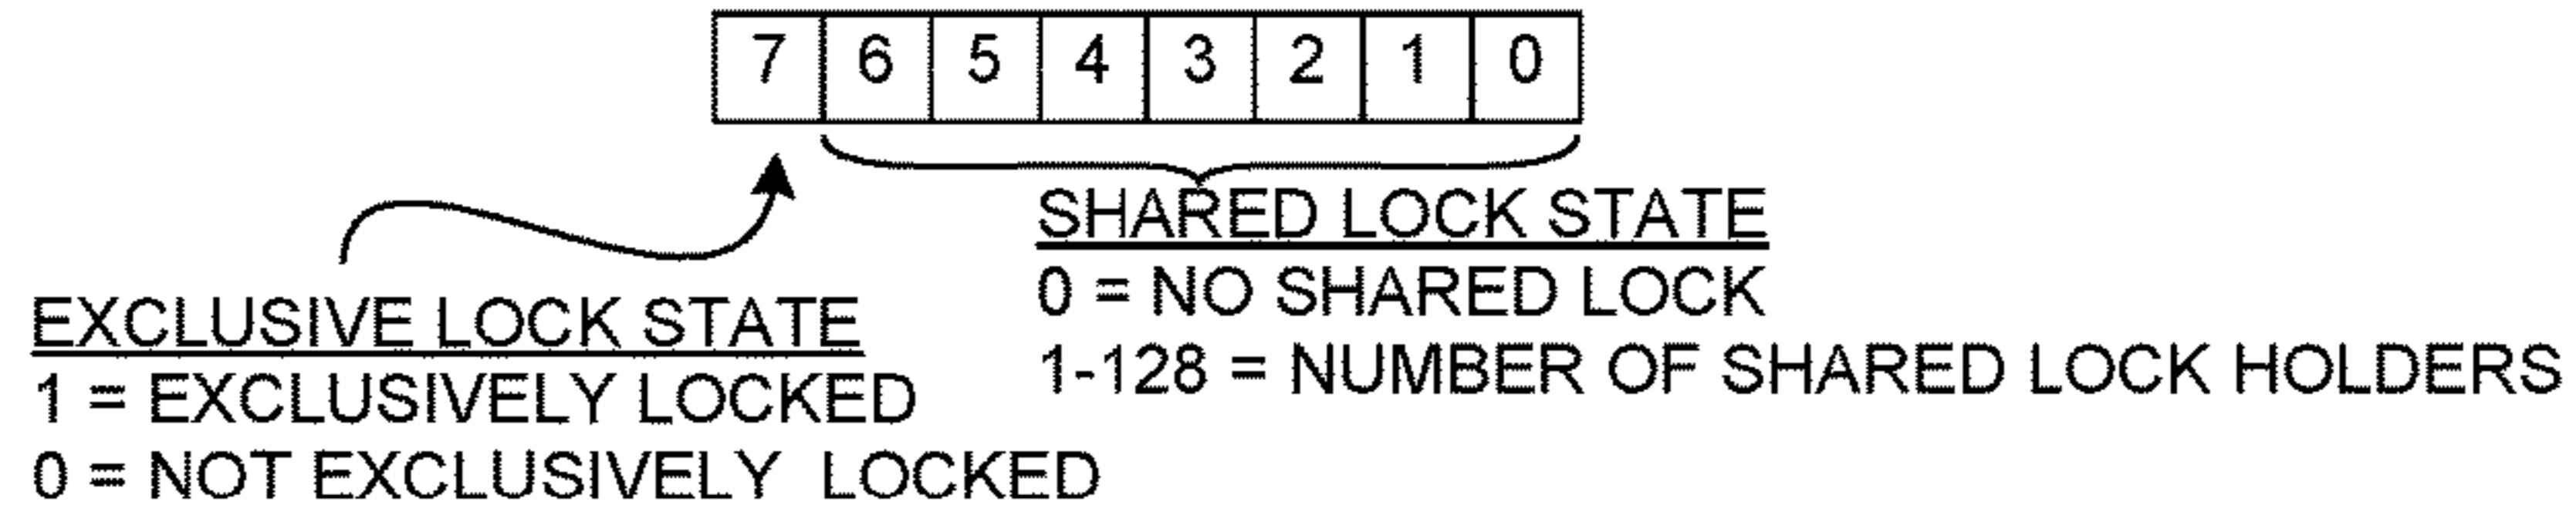 7 6 5 4 3 2 1 0
SHARED LOCK STATE
0 = NO SHARED LOCK
1-128 = NUMBER OF SHARED LOCK HOLDERS
EXCLUSIVE LOCK STATE
1 = EXCLUSIVELY LOCKED
0 = NOT EXCLUSIVELY LOCKED